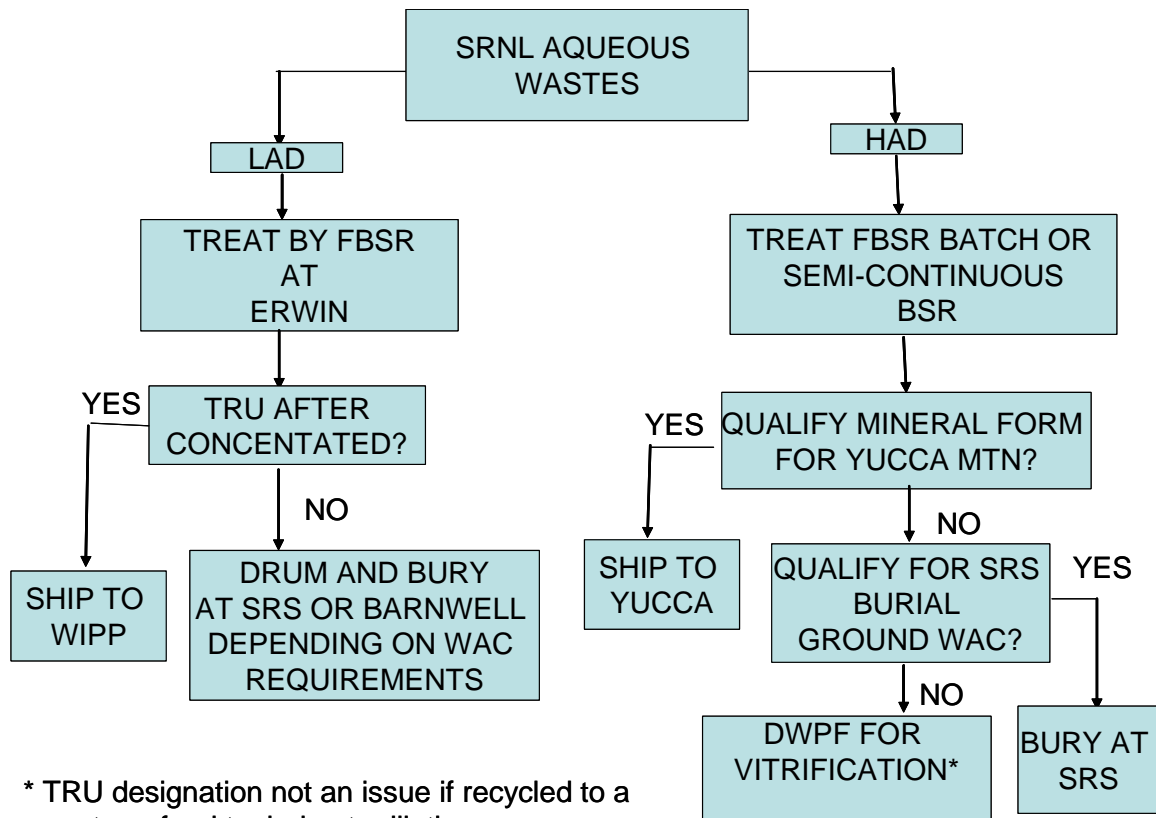 SRNL AQUEOUS
WASTES
LAD
HAD
TREAT BY FBSR
AT
ERWIN
TREAT FBSR BATCH OR
SEMI-CONTINUOUS
BSR
YES
TRU AFTER
CONCENTATED?
NO
YES
QUALIFY MINERAL FORM
FOR YUCCA MTN?
NO
SHIP TO
WIPP
DRUM AND BURY
AT SRS OR BARNWELL
DEPENDING ON WAC
REQUIREMENTS
SHIP TO
YUCCA
QUALIFY FOR SRS
BURIAL
GROUND WAC?
YES
NO
DWPF FOR
VITRIFICATION*
BURY AT
SRS
* TRU designation not an issue if recycled to a